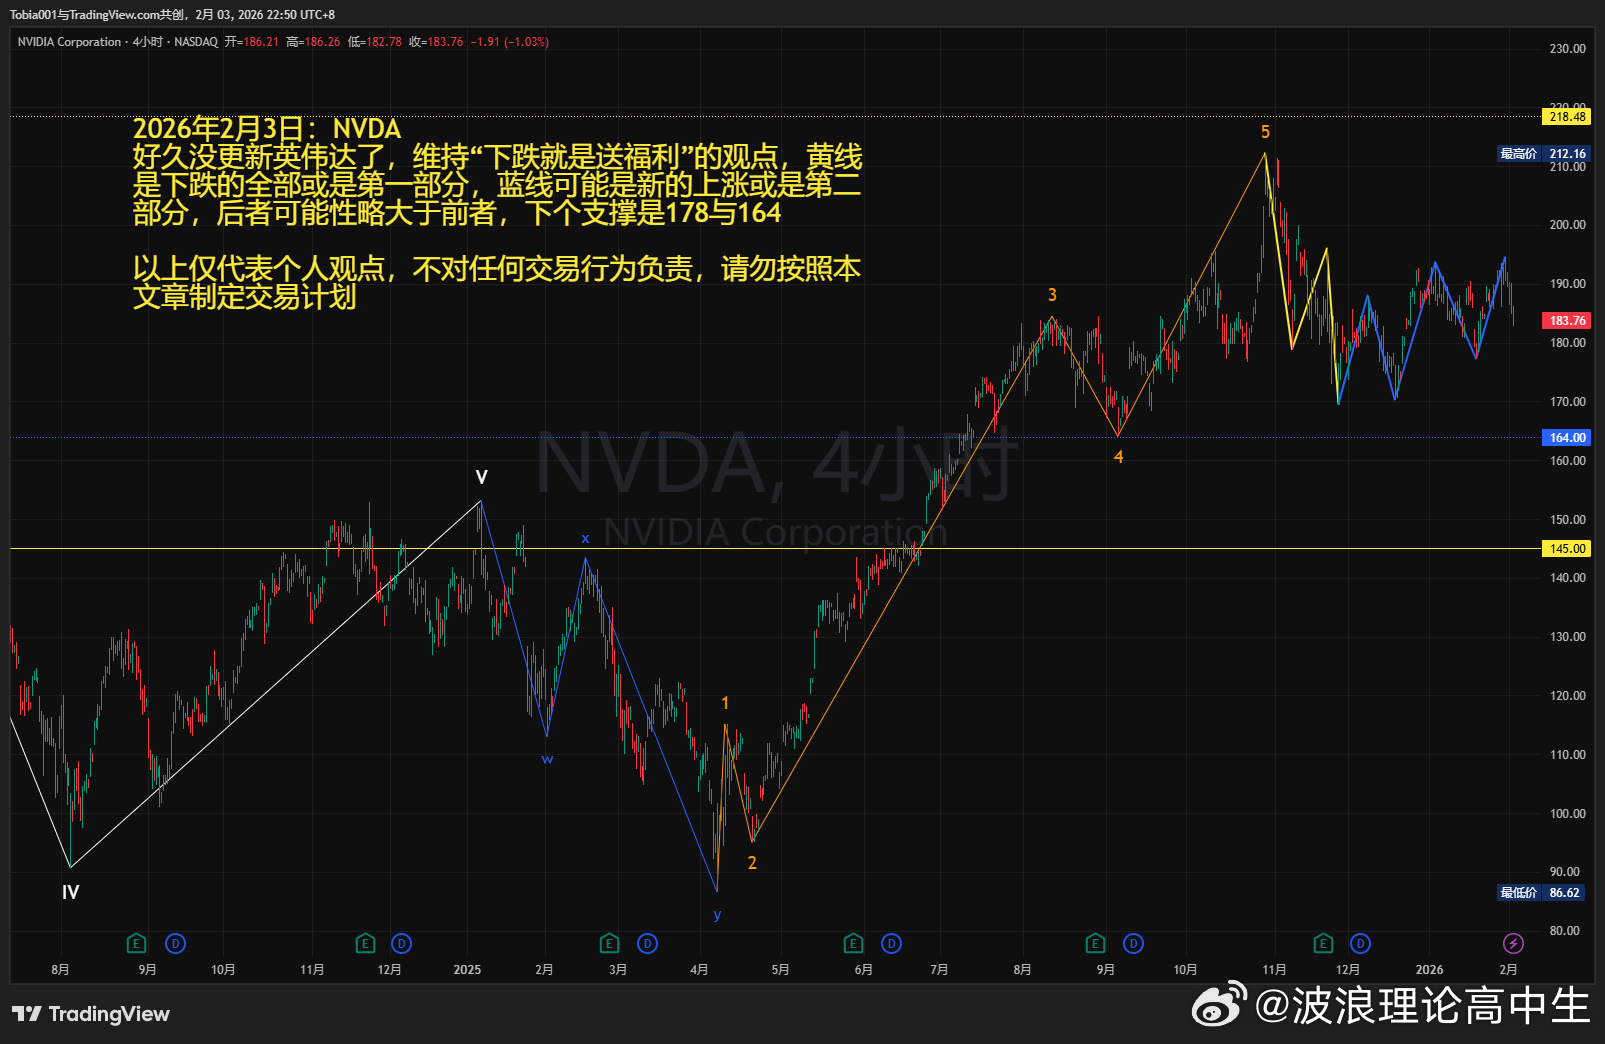 Tobia001与TradingView.com共创，2月 03, 2026 22:50 UTC+8
NVIDIA Corporation · 4小时 · NASDAQ 开=186.21 高=186.26 低=182.78 收=183.76 −1.91 (−1.03%)
2026年2月3日：NVDA
好久没更新英伟达了，维持“下跌就是送福利”的观点，黄线
是下跌的全部或是第一部分，蓝线可能是新的上涨或是第二
部分，后者可能性略大于前者，下个支撑是178与164
以上仅代表个人观点，不对任何交易行为负责，请勿按照本
文章制定交易计划
NVDA, 4小时
NVIDIA Corporation
IV
V
w
x
y
1
2
3
4
5
230.00
220.00
218.48
最高价 212.16
210.00
200.00
190.00
183.76
180.00
170.00
164.00
160.00
150.00
145.00
140.00
130.00
120.00
110.00
100.00
90.00
最低价 86.62
80.00
E D E D E D E D E D E D
8月 9月 10月 11月 12月 2025 2月 3月 4月 5月 6月 7月 8月 9月 10月 11月 12月 2026 2月
TradingView
@波浪理论高中生